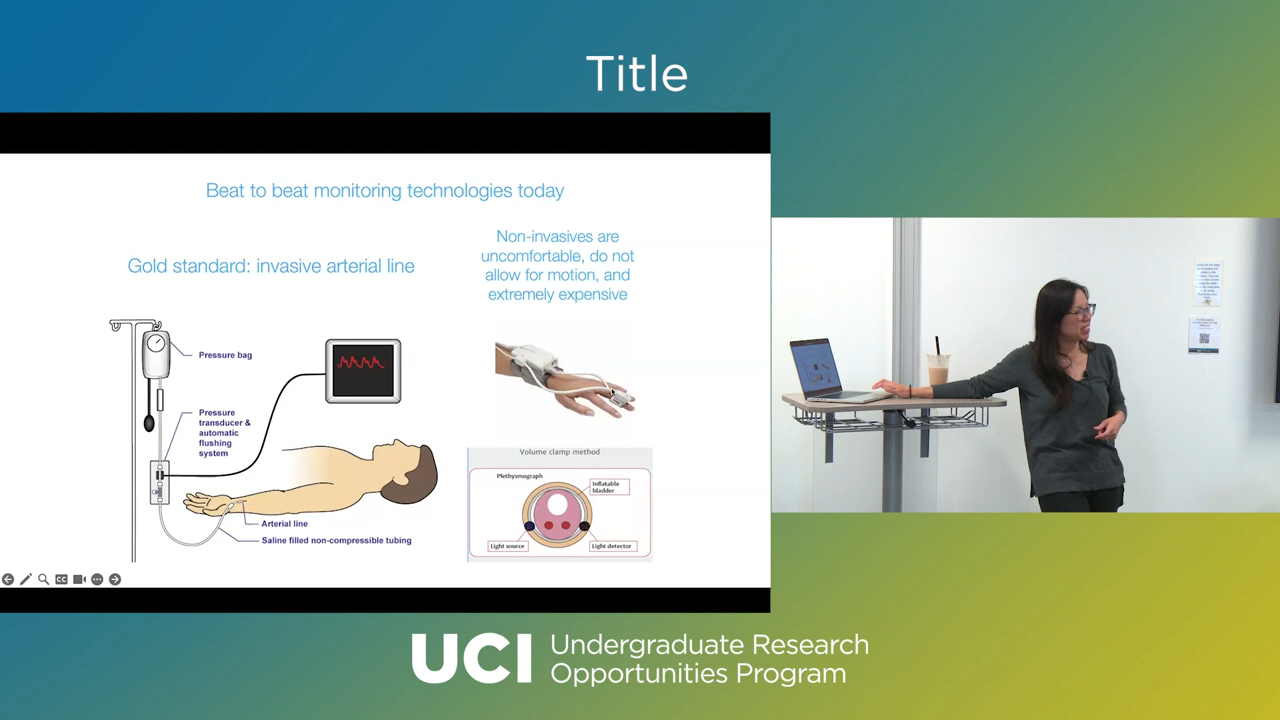 Title
Beat to beat monitoring technologies today
Gold standard: invasive arterial line
Non-invasives are
uncomfortable, do not
allow for motion, and
extremely expensive
Pressure bag
Pressure
transducer &
automatic
flushing
system
Arterial line
Saline filled non-compressible tubing
Volume clamp method
Plethysmograph
Inflatable
bladder
Light source
Light detector
CC
UCI
Undergraduate Research
Opportunities Program